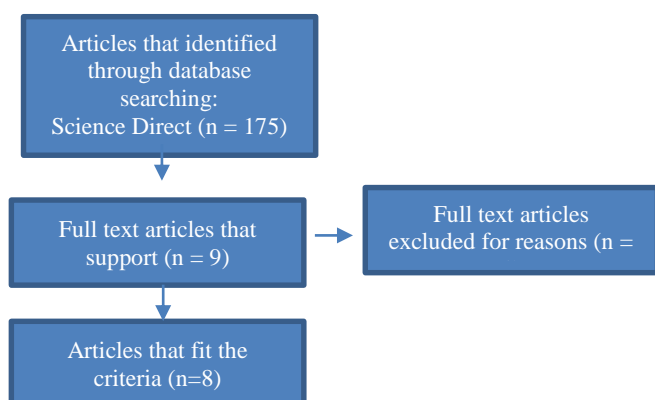 Articles that identified
through database
searching:
Science Direct (n = 175)
Full text articles that
support (n = 9)
Full text articles
excluded for reasons (n =
Articles that fit the
criteria (n=8)